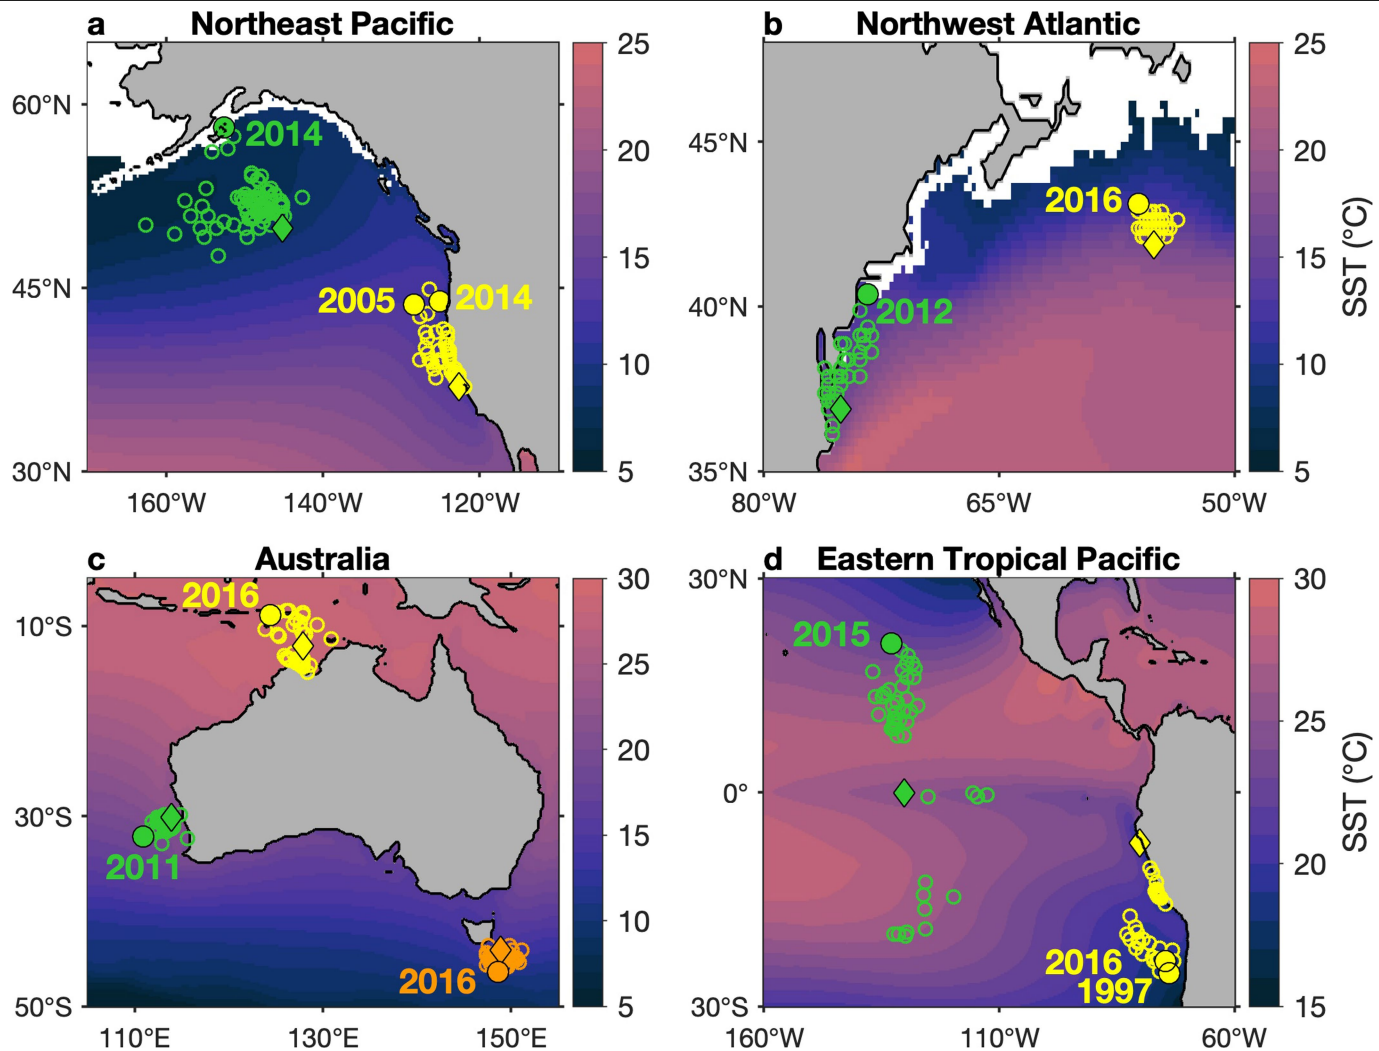 a Northeast Pacific
60°N
45°N
30°N
160°W 140°W 120°W
2014
2005 2014
25
20
15
10
5
b Northwest Atlantic
45°N
40°N
35°N
80°W 65°W 50°W
2016
2012
25
20
15
10
5
SST (°C)
c Australia
10°S
30°S
50°S
110°E 130°E 150°E
2016
2011
2016
30
25
20
15
10
5
d Eastern Tropical Pacific
30°N
0°
30°S
160°W 110°W 60°W
2015
2016
1997
30
25
20
15
SST (°C)